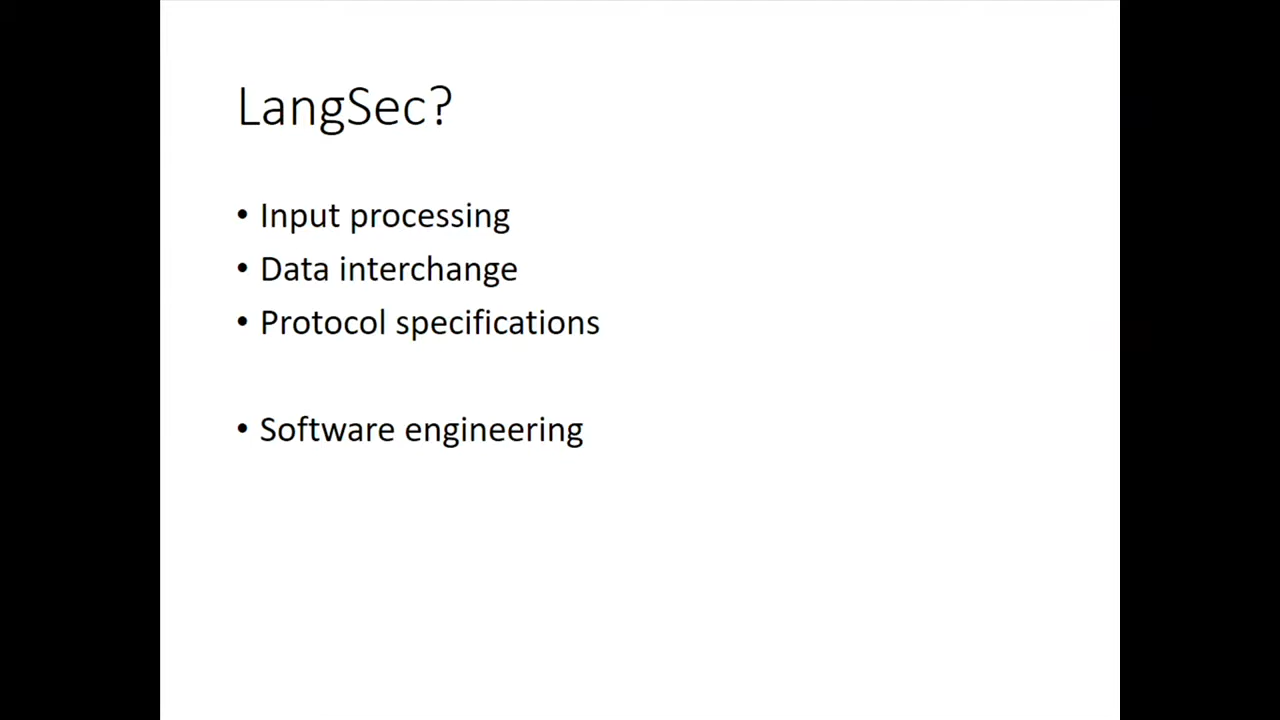 LangSec?
• Input processing
• Data interchange
• Protocol specifications
• Software engineering